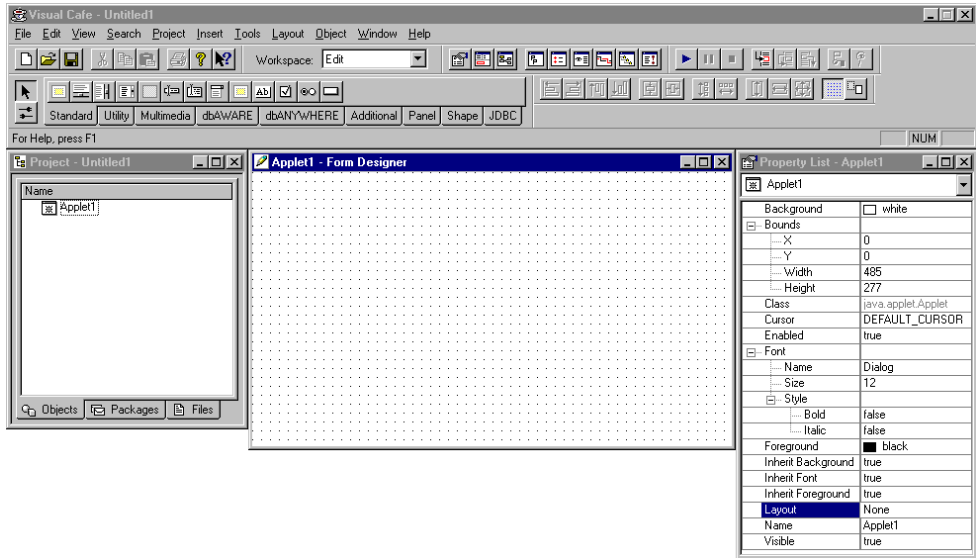 Visual Cafe - Untitled1
File Edit View Search Project Insert Tools Layout Object Window Help
Workspace: Edit
Standard Utility Multimedia dbAWARE dbANYWHERE Additional Panel Shape JDBC
For Help, press F1
NUM
Project - Untitled1
Name
Applet1
Objects Packages Files
Applet1 - Form Designer
Property List - Applet1
Applet1
Background white
Bounds
X 0
Y 0
Width 485
Height 277
Class java.applet.Applet
Cursor DEFAULT_CURSOR
Enabled true
Font
Name Dialog
Size 12
Style
Bold false
Italic false
Foreground black
Inherit Background true
Inherit Font true
Inherit Foreground true
Layout None
Name Applet1
Visible true